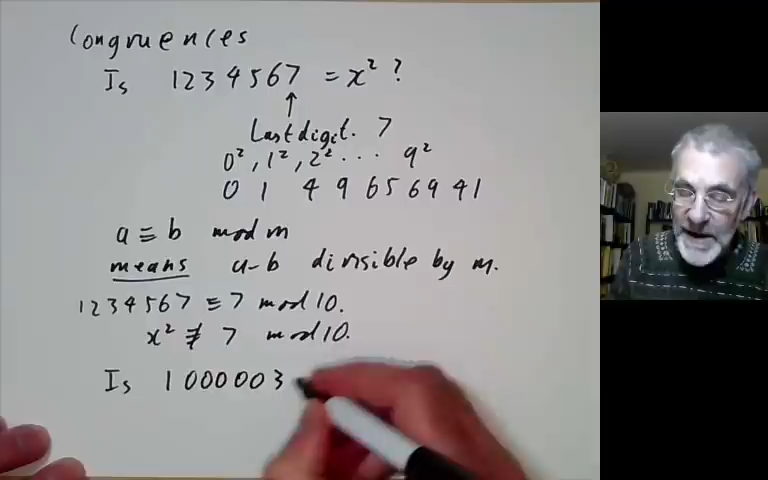 Congruences
Is 1234567 = x² ?
↑
Last digit. 7
0², 1², 2² ... 9²
0 1 4 9 6 5 6 9 4 1
a ≡ b mod m
means a-b divisible by m.
1234567 ≡ 7 mod 10.
x² ≢ 7 mod 10.
Is 1000003